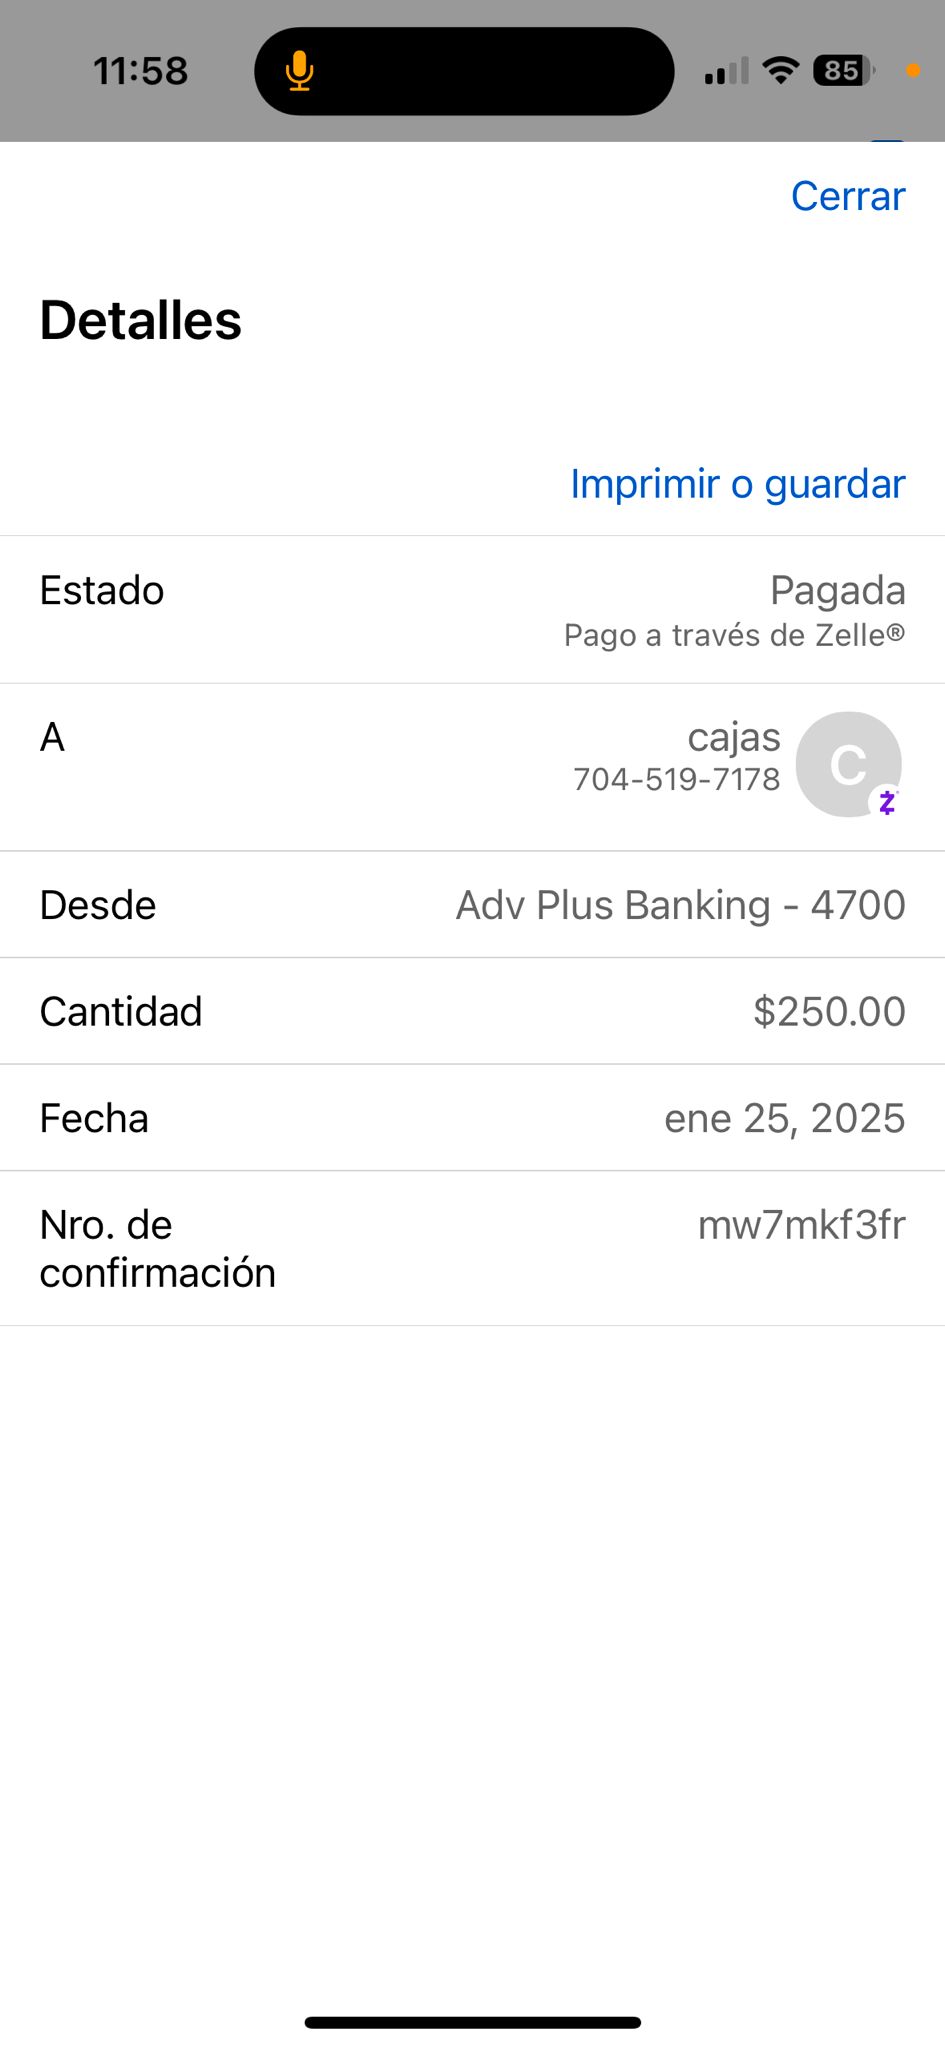 11:58
85
Cerrar
Detalles
Imprimir o guardar
Estado
Pagada
Pago a través de Zelle®
A
cajas
704-519-7178
C
Desde
Adv Plus Banking - 4700
Cantidad
$250.00
Fecha
ene 25, 2025
Nro. de
confirmación
mw7mkf3fr